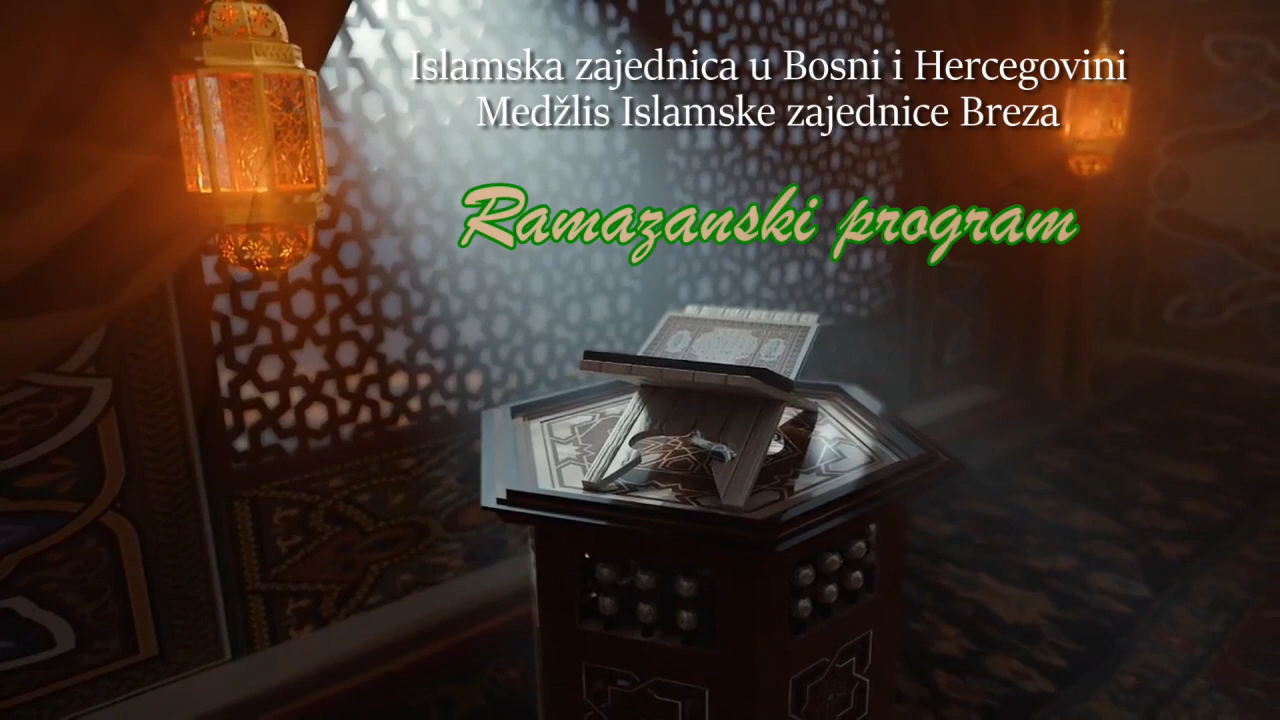 Islamska zajednica u Bosni i Hercegovini
Medžlis Islamske zajednice Breza
Ramazanski program